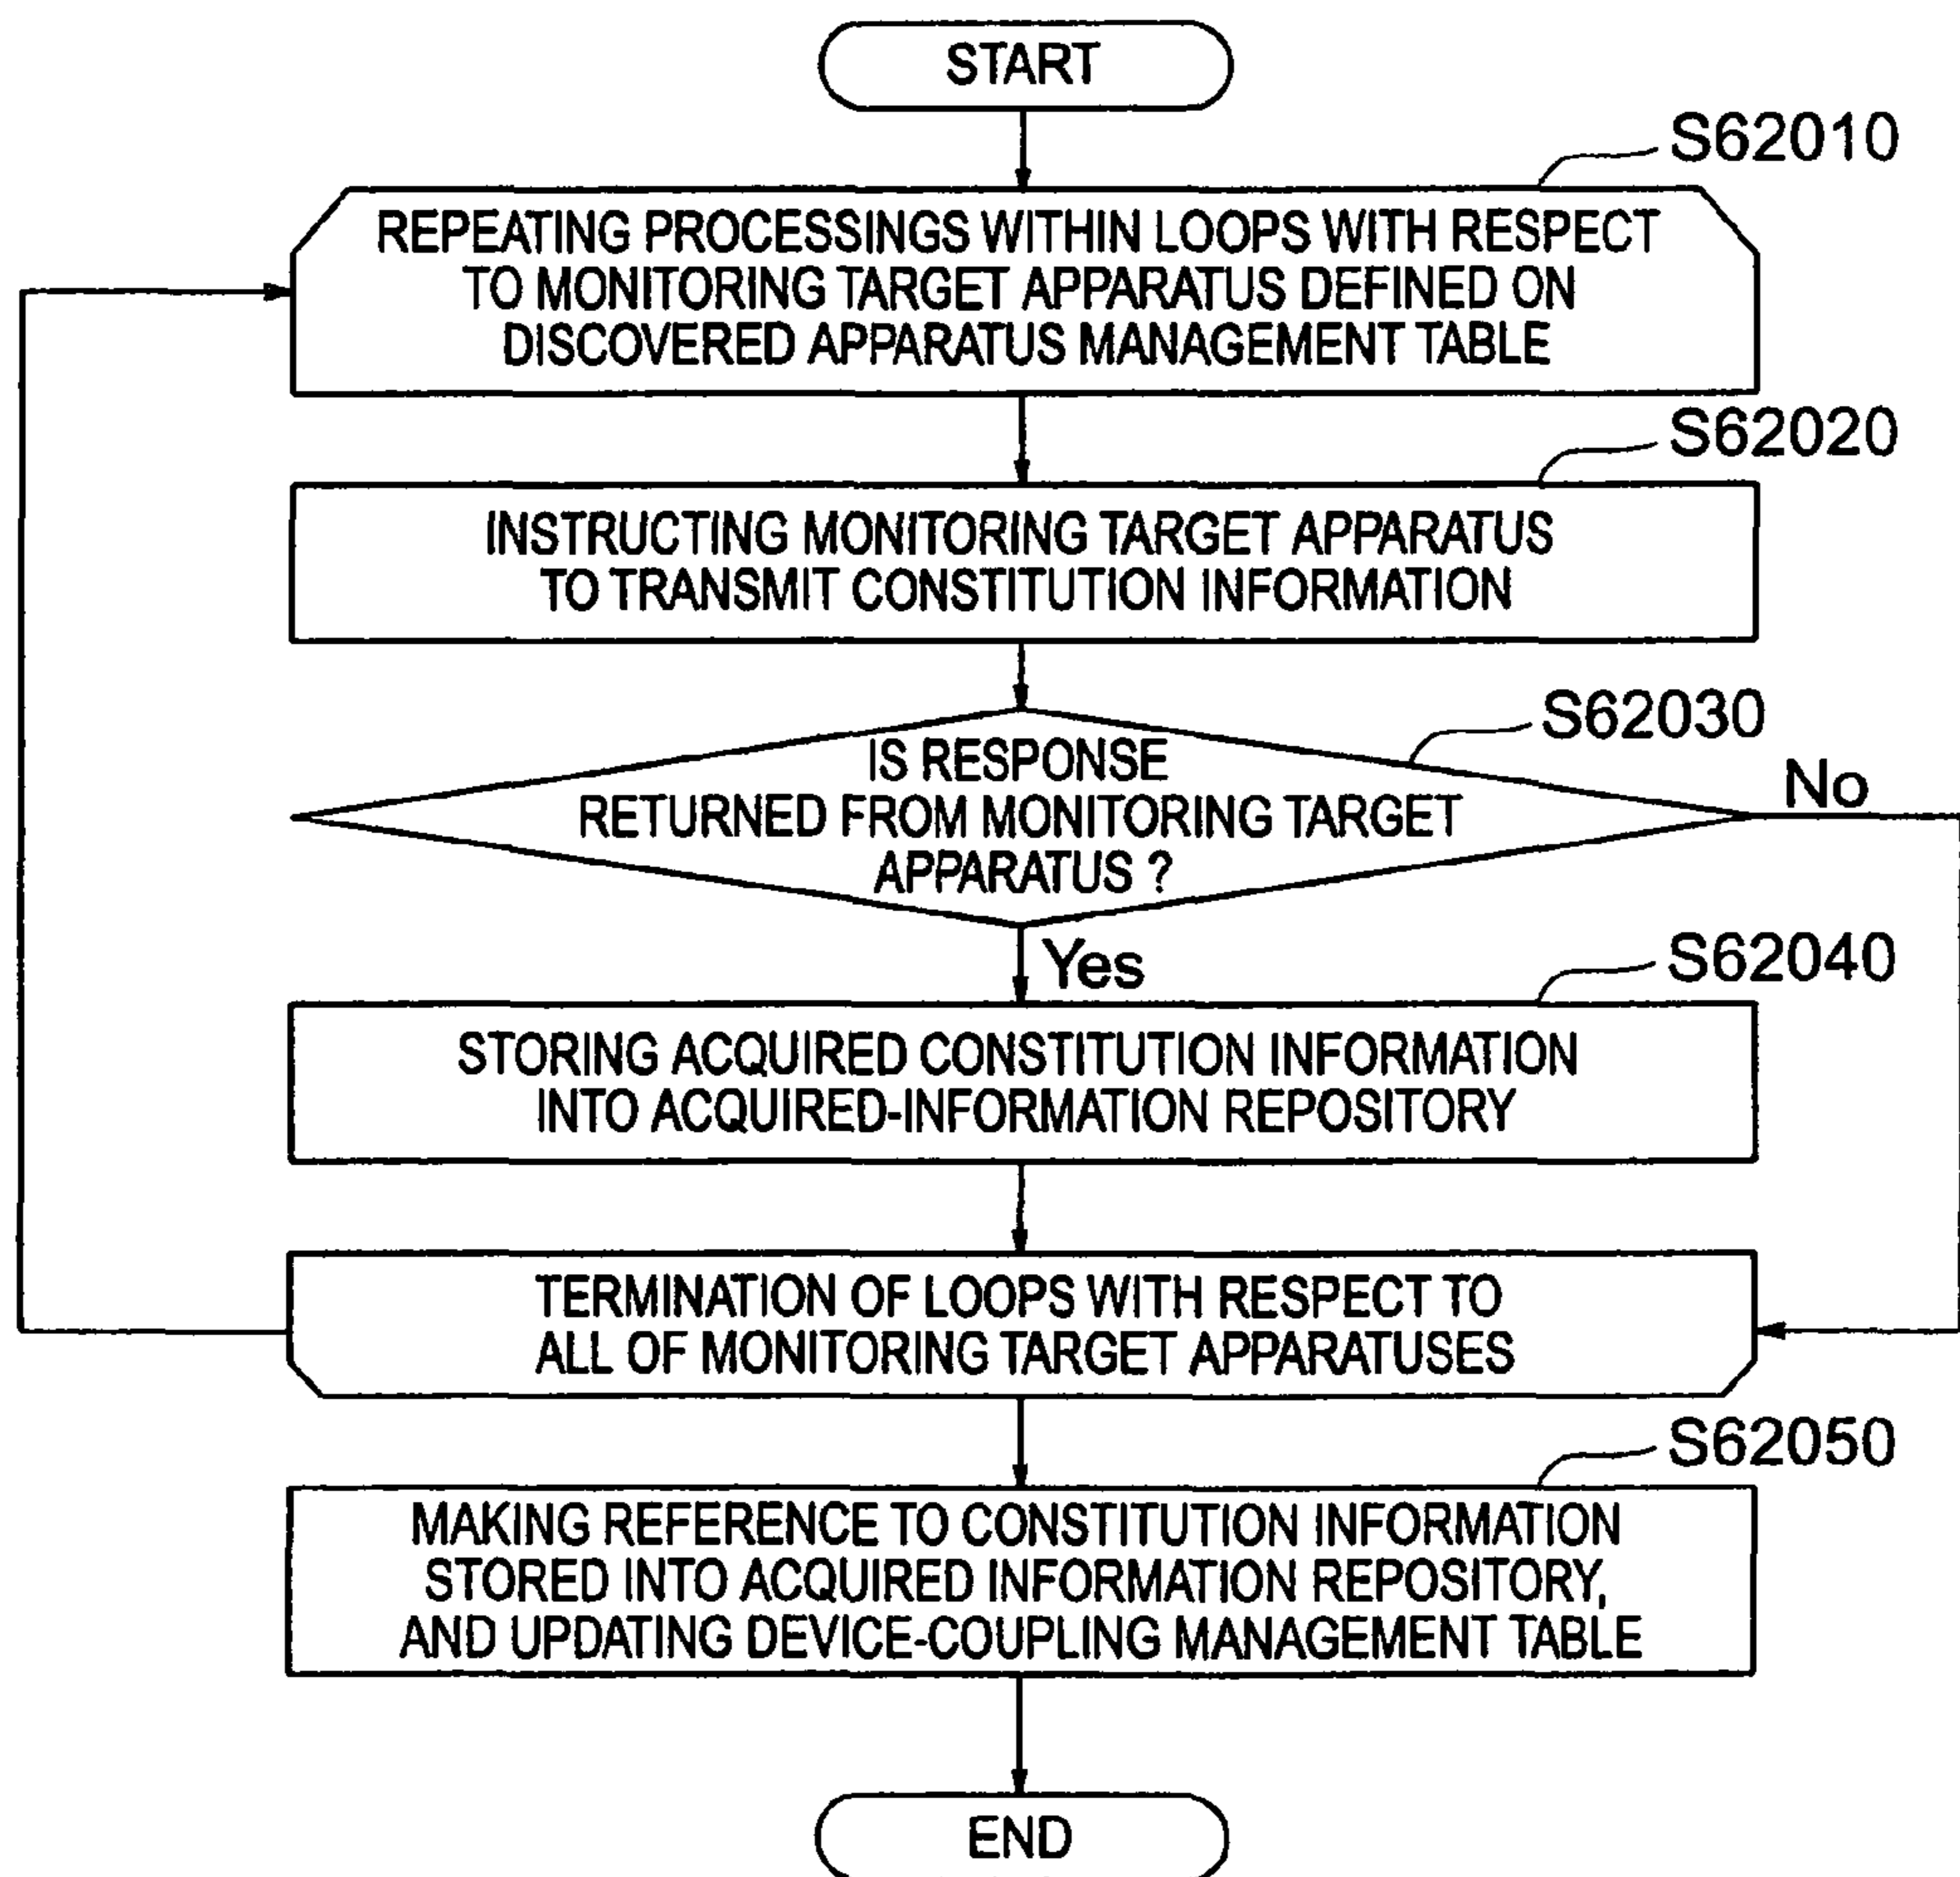 START
S62010
REPEATING PROCESSINGS WITHIN LOOPS WITH RESPECT
TO MONITORING TARGET APPARATUS DEFINED ON
DISCOVERED APPARATUS MANAGEMENT TABLE
S62020
INSTRUCTING MONITORING TARGET APPARATUS
TO TRANSMIT CONSTITUTION INFORMATION
S62030
IS RESPONSE
RETURNED FROM MONITORING TARGET
APPARATUS ?
No
Yes
S62040
STORING ACQUIRED CONSTITUTION INFORMATION
INTO ACQUIRED-INFORMATION REPOSITORY
TERMINATION OF LOOPS WITH RESPECT TO
ALL OF MONITORING TARGET APPARATUSES
S62050
MAKING REFERENCE TO CONSTITUTION INFORMATION
STORED INTO ACQUIRED INFORMATION REPOSITORY,
AND UPDATING DEVICE-COUPLING MANAGEMENT TABLE
END